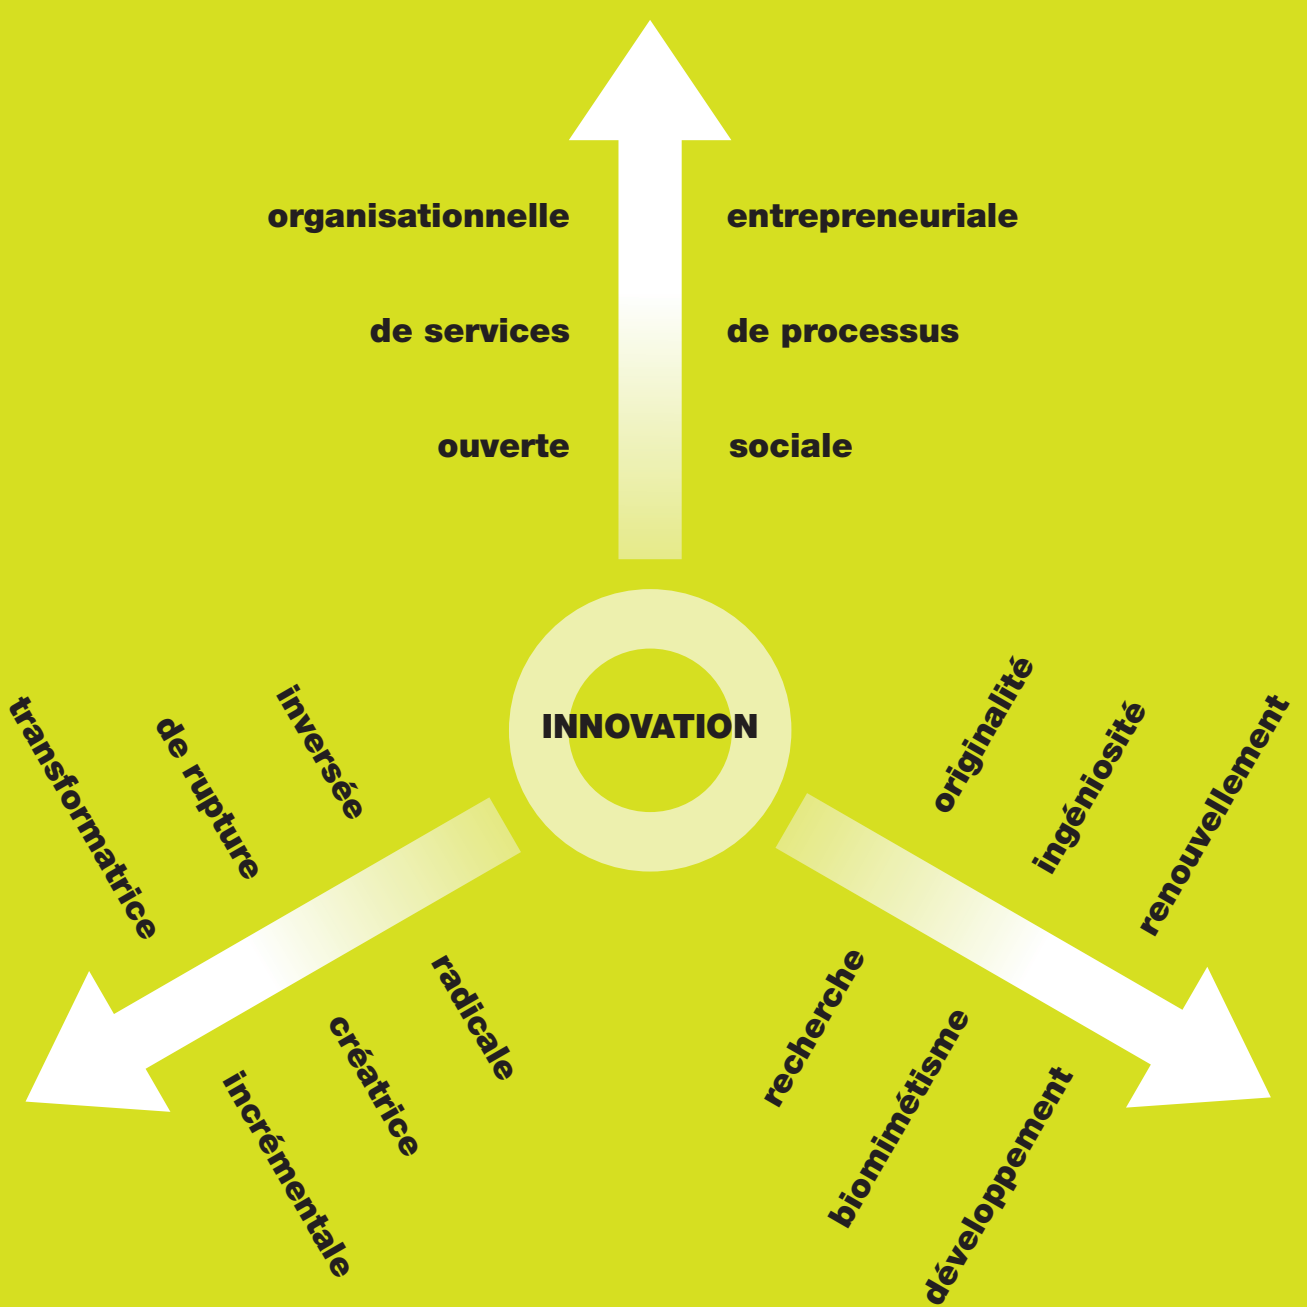 organisationnelle
entrepreneuriale
de services
de processus
ouverte
sociale
INNOVATION
transformatrice
de rupture
inversée
originalité
ingéniosité
renouvellement
radicale
créatrice
incrémentale
recherche
biomimétisme
développement